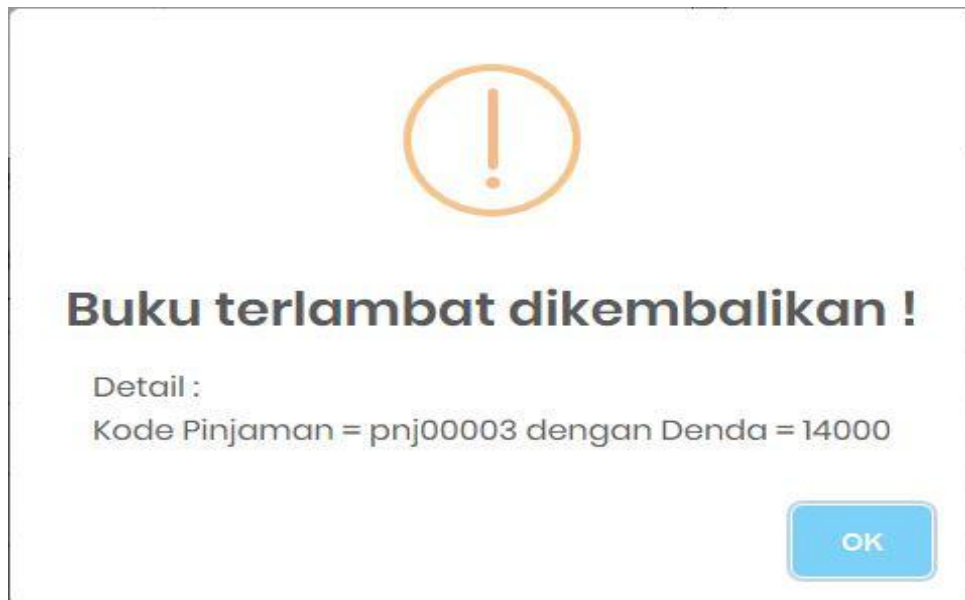 Buku terlambat dikembalikan !
Detail :
Kode Pinjaman = pnj00003 dengan Denda = 14000
OK